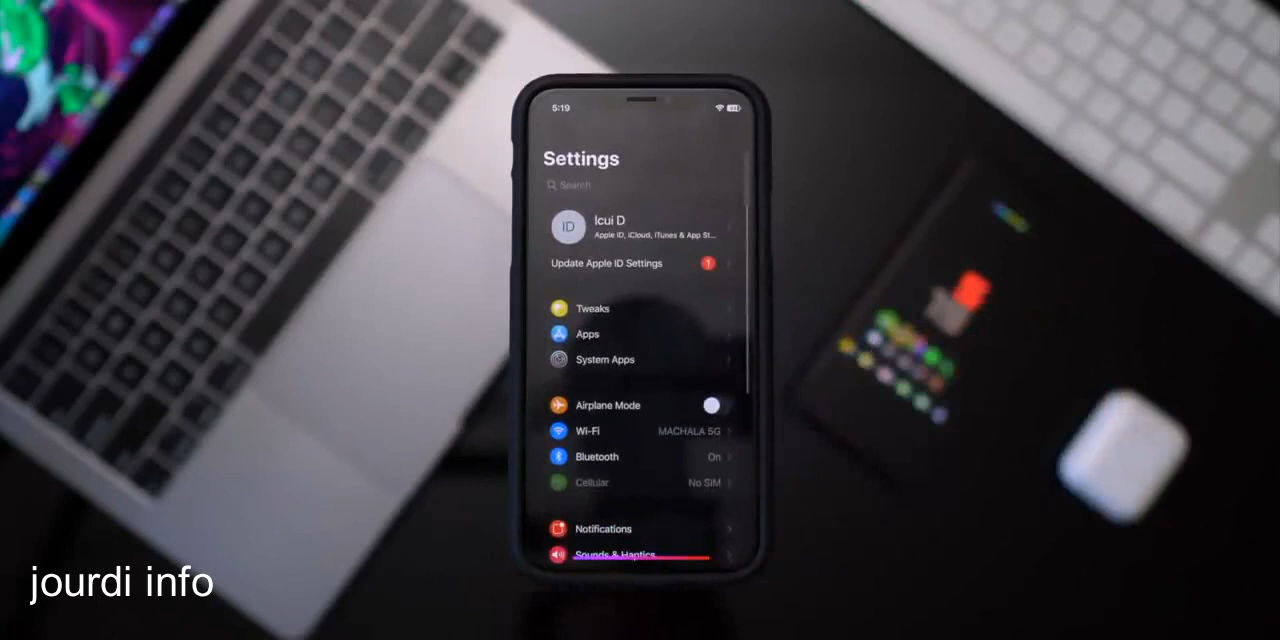 5:19
Settings
Search
ID
Icui D
Apple ID, iCloud, iTunes & App St...
Update Apple ID Settings 1
Tweaks
Apps
System Apps
Airplane Mode
Wi-Fi MACHALA 5G
Bluetooth On
Cellular No SIM
Notifications
Sounds & Haptics
jourdi info